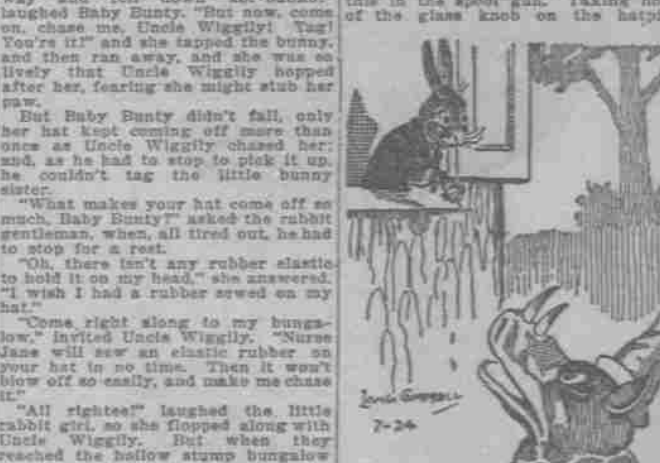 laughed Baby Bunty. "But now, come
on, chase me, Uncle Wiggily! Tag!
You're it!" and she tapped the bunny,
and then ran away, and she was so
lively that Uncle Wiggily hopped
after her, fearing she might stub her
paw.
But Baby Bunty didn't fall, only
her hat kept coming off more than
once as Uncle Wiggily chased her;
and, as he had to stop to pick it up,
he couldn't tag the little bunny
sister.
"What makes your hat come off so
much, Baby Bunty?" asked the rabbit
gentleman, when, all tired out, he had
to stop for a rest.
"Oh, there isn't any rubber elastic
to hold it on my head," she answered.
"I wish I had a rubber sewed on my
hat."
"Come right along to my bunga-
low," invited Uncle Wiggily. "Nurse
Jane will sew an elastic rubber on
your hat in no time. Then it won't
blow off so easily, and make me chase
it."
"All rightee!" laughed the little
rabbit girl, so she flopped along with
Uncle Wiggily. But when they
reached the hollow stump bungalow
of the glass knob on the hatpi
7-24